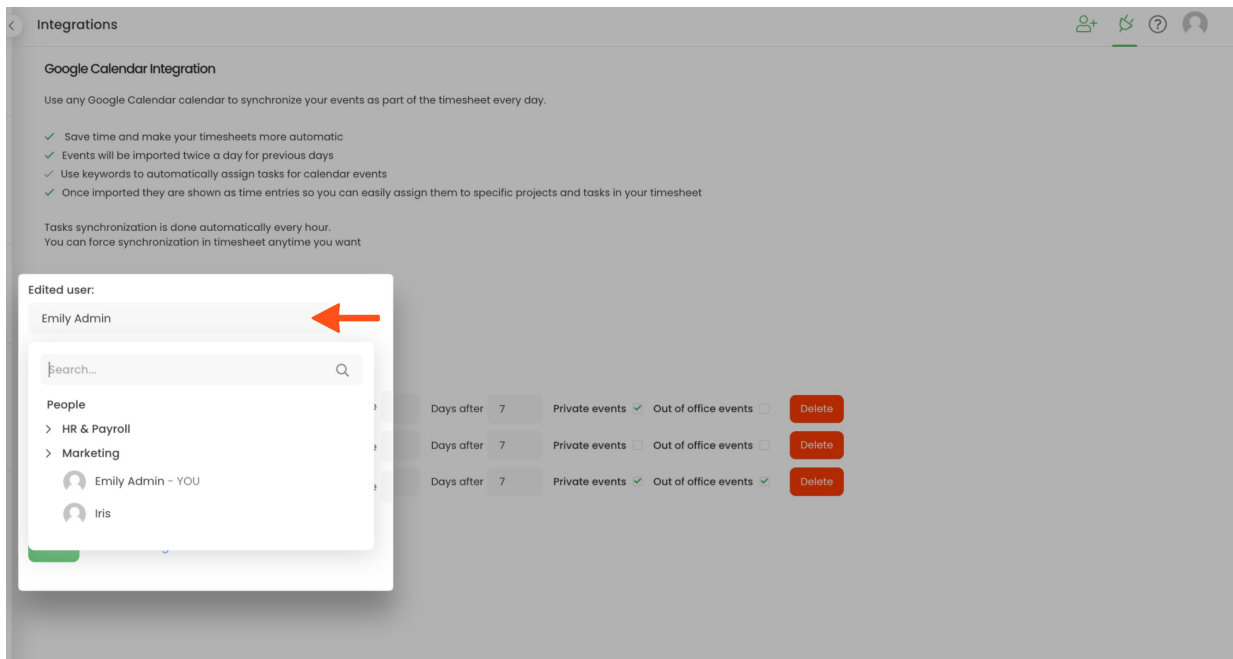 Integrations
Google Calendar Integration
Use any Google Calendar calendar to synchronize your events as part of the timesheet every day.
Save time and make your timesheets more automatic
Events will be imported twice a day for previous days
Use keywords to automatically assign tasks for calendar events
Once imported they are shown as time entries so you can easily assign them to specific projects and tasks in your timesheet
Tasks synchronization is done automatically every hour.
You can force synchronization in timesheet anytime you want
Edited user:
Emily Admin
Search...
People
HR & Payroll
Marketing
Emily Admin - YOU
Iris
Days after 7 Private events Out of office events Delete
Days after 7 Private events Out of office events Delete
Days after 7 Private events Out of office events Delete